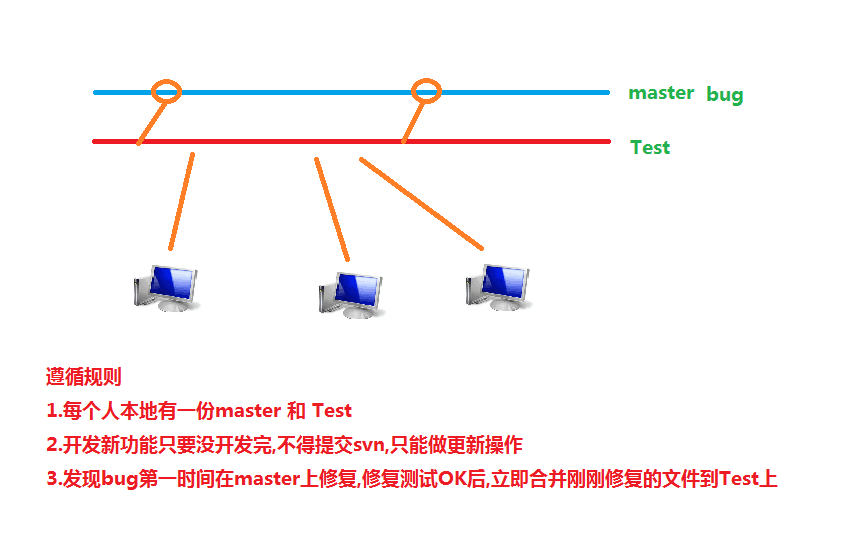 master bug
Test
遵循规则
1.每个人本地有一份master 和 Test
2.开发新功能只要没开发完,不得提交svn,只能做更新操作
3.发现bug第一时间在master上修复,修复测试OK后,立即合并刚刚修复的文件到Test上